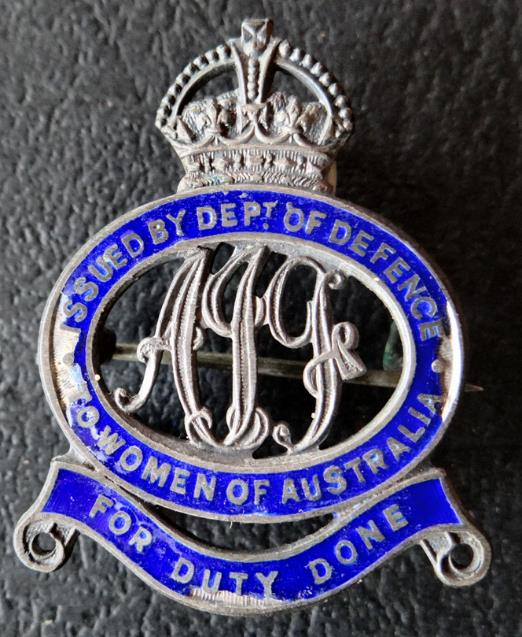 ISSUED BY DEPT OF DEFENCE
AIF
TO WOMEN OF AUSTRALIA
FOR DUTY DONE